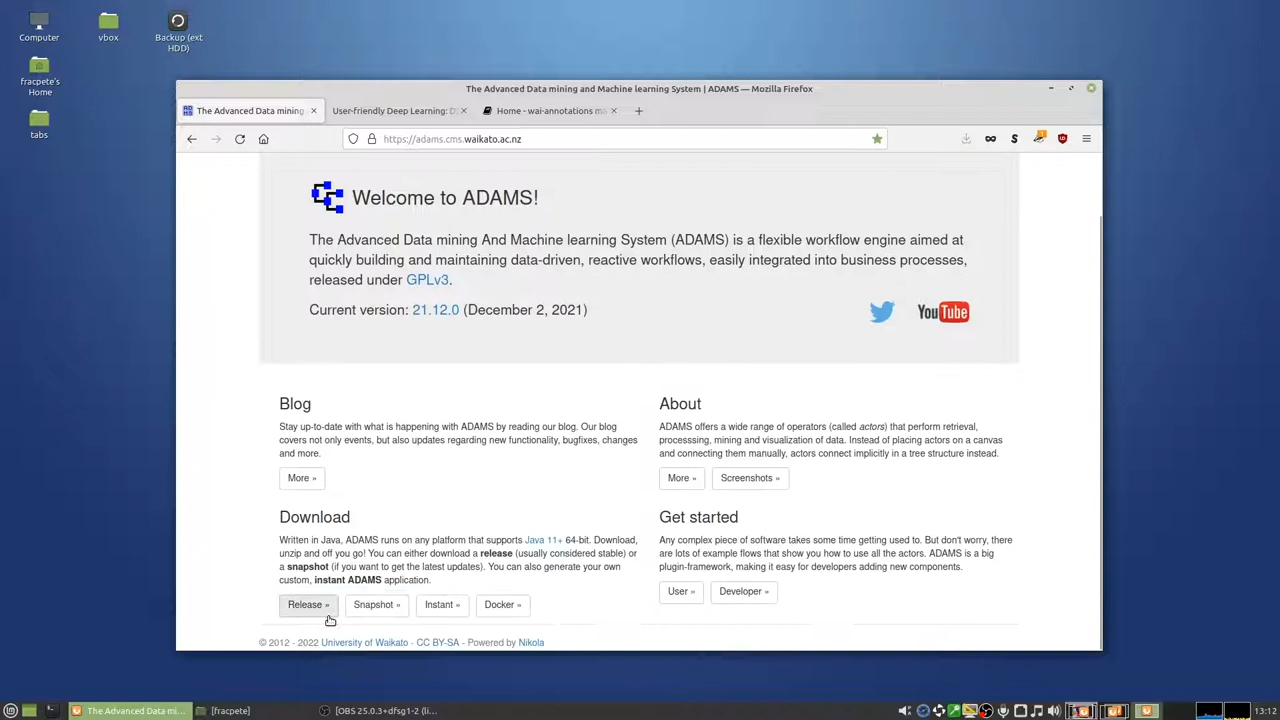 Computer
vbox
Backup (ext
HDD)
fracpete's
Home
tabs
The Advanced Data mining and Machine learning System | ADAMS — Mozilla Firefox
The Advanced Data mining
User-friendly Deep Learning: D
Home - wai-annotations ma
https://adams.cms.waikato.ac.nz
Welcome to ADAMS!
The Advanced Data mining And Machine learning System (ADAMS) is a flexible workflow engine aimed at
quickly building and maintaining data-driven, reactive workflows, easily integrated into business processes,
released under GPLv3.
Current version: 21.12.0 (December 2, 2021)
YouTube
Blog
Stay up-to-date with what is happening with ADAMS by reading our blog. Our blog
covers not only events, but also updates regarding new functionality, bugfixes, changes
and more.
More »
About
ADAMS offers a wide range of operators (called actors) that perform retrieval,
processsing, mining and visualization of data. Instead of placing actors on a canvas
and connecting them manually, actors connect implicitly in a tree structure instead.
More »
Screenshots »
Download
Written in Java, ADAMS runs on any platform that supports Java 11+ 64-bit. Download,
unzip and off you go! You can either download a release (usually considered stable) or
a snapshot (if you want to get the latest updates). You can also generate your own
custom, instant ADAMS application.
Release »
Snapshot »
Instant »
Docker »
Get started
Any complex piece of software takes some time getting used to. But don't worry, there
are lots of example flows that show you how to use all the actors. ADAMS is a big
plugin-framework, making it easy for developers adding new components.
User »
Developer »
© 2012 - 2022 University of Waikato - CC BY-SA - Powered by Nikola
The Advanced Data mi...
[fracpete]
[OBS 25.0.3+dfsg1-2 (li...
13:12